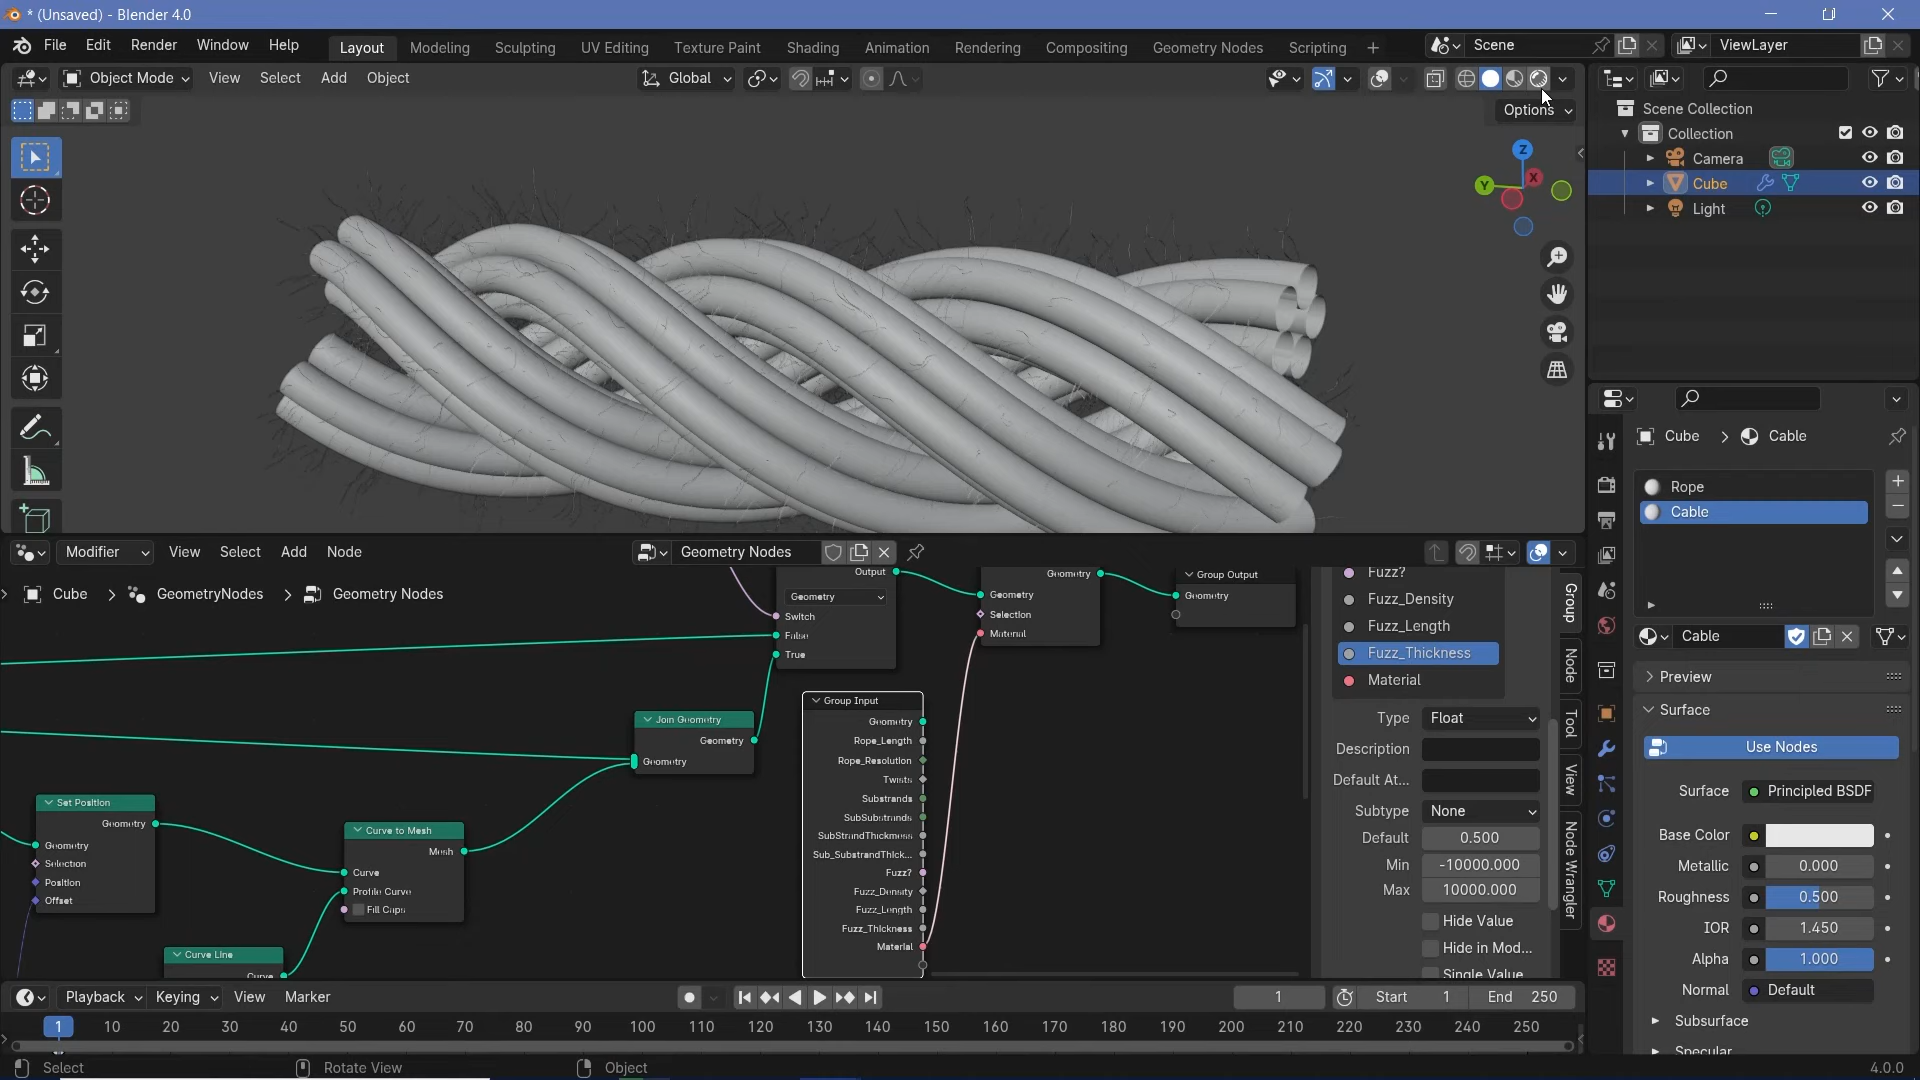 * (Unsaved) - Blender 4.0
File Edit Render Window Help Layout Modeling Sculpting UV Editing Texture Paint Shading Animation Rendering Compositing Geometry Nodes Scripting + Scene ViewLayer
Object Mode View Select Add Object Global
Options
Z
Y X
Scene Collection
Collection
Camera
Cube
Light
Cube > Cable
Rope
Cable
Cable
Preview
Surface
Use Nodes
Surface Principled BSDF
Base Color
Metallic 0.000
Roughness 0.500
IOR 1.450
Alpha 1.000
Normal Default
Subsurface
Specular
Modifier View Select Add Node Geometry Nodes
Cube > GeometryNodes > Geometry Nodes
Output
Geometry
Switch
False
True
Geometry
Geometry
Selection
Material
Group Output
Geometry
Join Geometry
Geometry
Geometry
Group Input
Geometry
Rope_Length
Rope_Resolution
Twists
Substrands
SubSubstrands
SubStrandThickness
Sub_SubstrandThick...
Fuzz?
Fuzz_Density
Fuzz_Length
Fuzz_Thickness
Material
Set Position
Geometry
Geometry
Selection
Position
Offset
Curve to Mesh
Mesh
Curve
Profile Curve
Fill Caps
Curve Line
Curve
Fuzz?
Fuzz_Density
Fuzz_Length
Fuzz_Thickness
Material
Type Float
Description
Default At...
Subtype None
Default 0.500
Min -10000.000
Max 10000.000
Hide Value
Hide in Mod...
Single Value
Group
Node
Tool
View
Node Wrangler
Playback Keying View Marker 1 Start 1 End 250
1 10 20 30 40 50 60 70 80 90 100 110 120 130 140 150 160 170 180 190 200 210 220 230 240 250
Select Rotate View Object 4.0.0